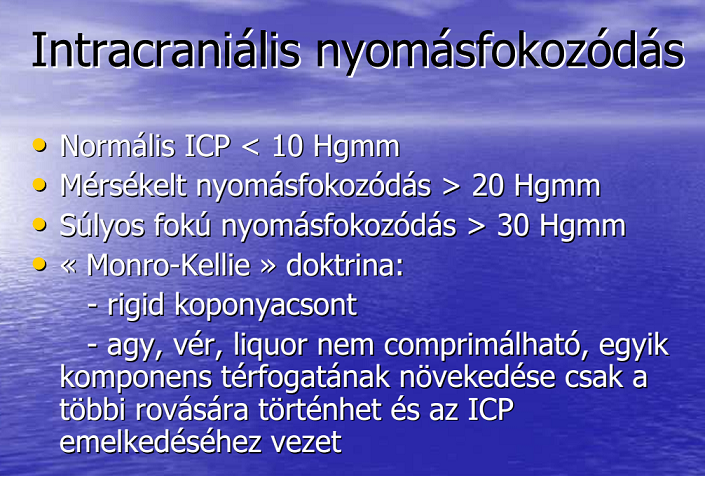 Intracraniális nyomásfokozódás
• Normális ICP < 10 Hgmm
• Mérsékelt nyomásfokozódás > 20 Hgmm
• Súlyos fokú nyomásfokozódás > 30 Hgmm
• « Monro-Kellie » doktrina:
- rigid koponyacsont
- agy, vér, liquor nem comprimálható, egyik
komponens térfogatának növekedése csak a
többi rovására történhet és az ICP
emelkedéséhez vezet